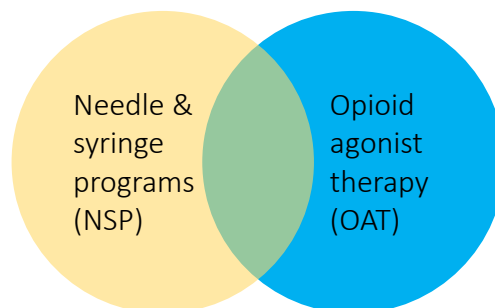 Needle &
syringe
programs
(NSP)
Opioid
agonist
therapy
(OAT)